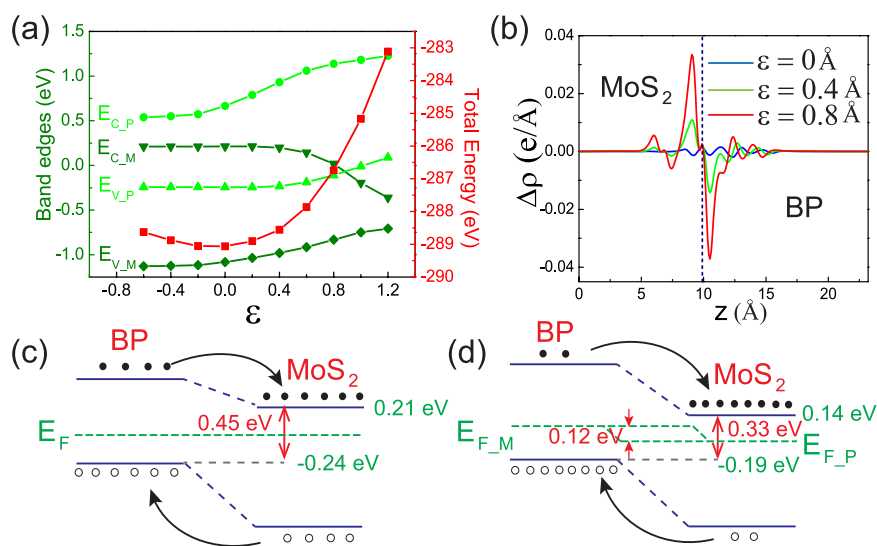 (a)
1.5
1.0
0.5
0.0
-0.5
-1.0
Band edges (eV)
E_C_P
E_C_M
E_V_P
E_V_M
-0.8 -0.4 0.0 0.4 0.8 1.2
ε
-283
-284
-285
-286
-287
-288
-289
-290
Total Energy (eV)
(b)
0.04
0.02
0.00
-0.02
-0.04
Δρ (e/Å)
MoS₂
ε = 0 Å
ε = 0.4 Å
ε = 0.8 Å
BP
0 5 10 15 20
z (Å)
(c)
BP
MoS₂
0.21 eV
0.45 eV
E_F
-0.24 eV
(d)
BP
MoS₂
0.14 eV
E_F_M
0.12 eV
0.33 eV
E_F_P
-0.19 eV